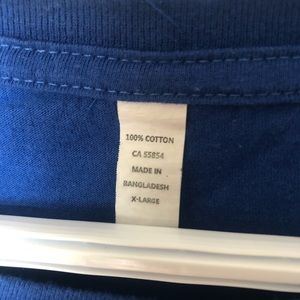 100% COTTON
CA 55854
MADE IN
BANGLADESH
X-LARGE